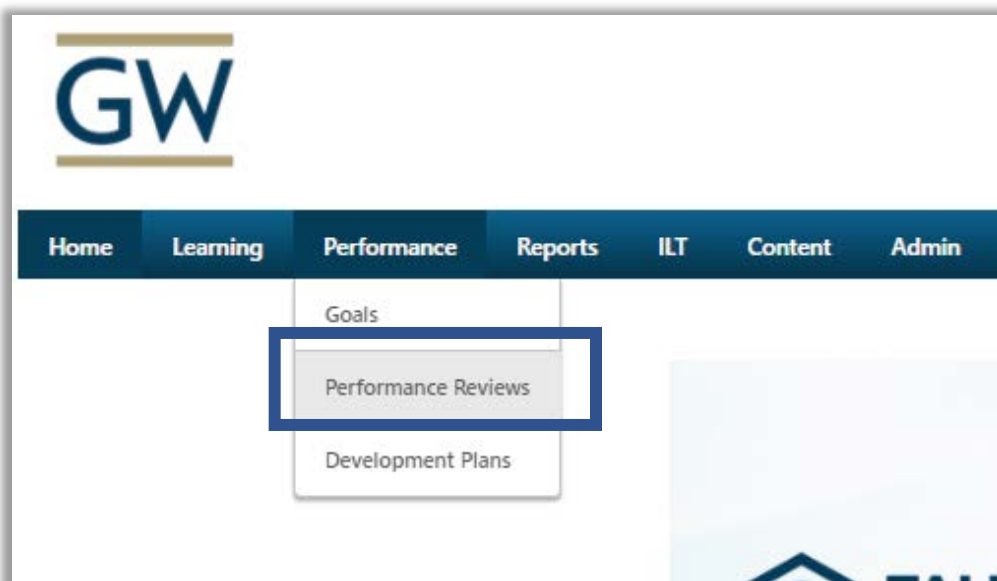 GW
Home Learning Performance Reports ILT Content Admin
Goals
Performance Reviews
Development Plans